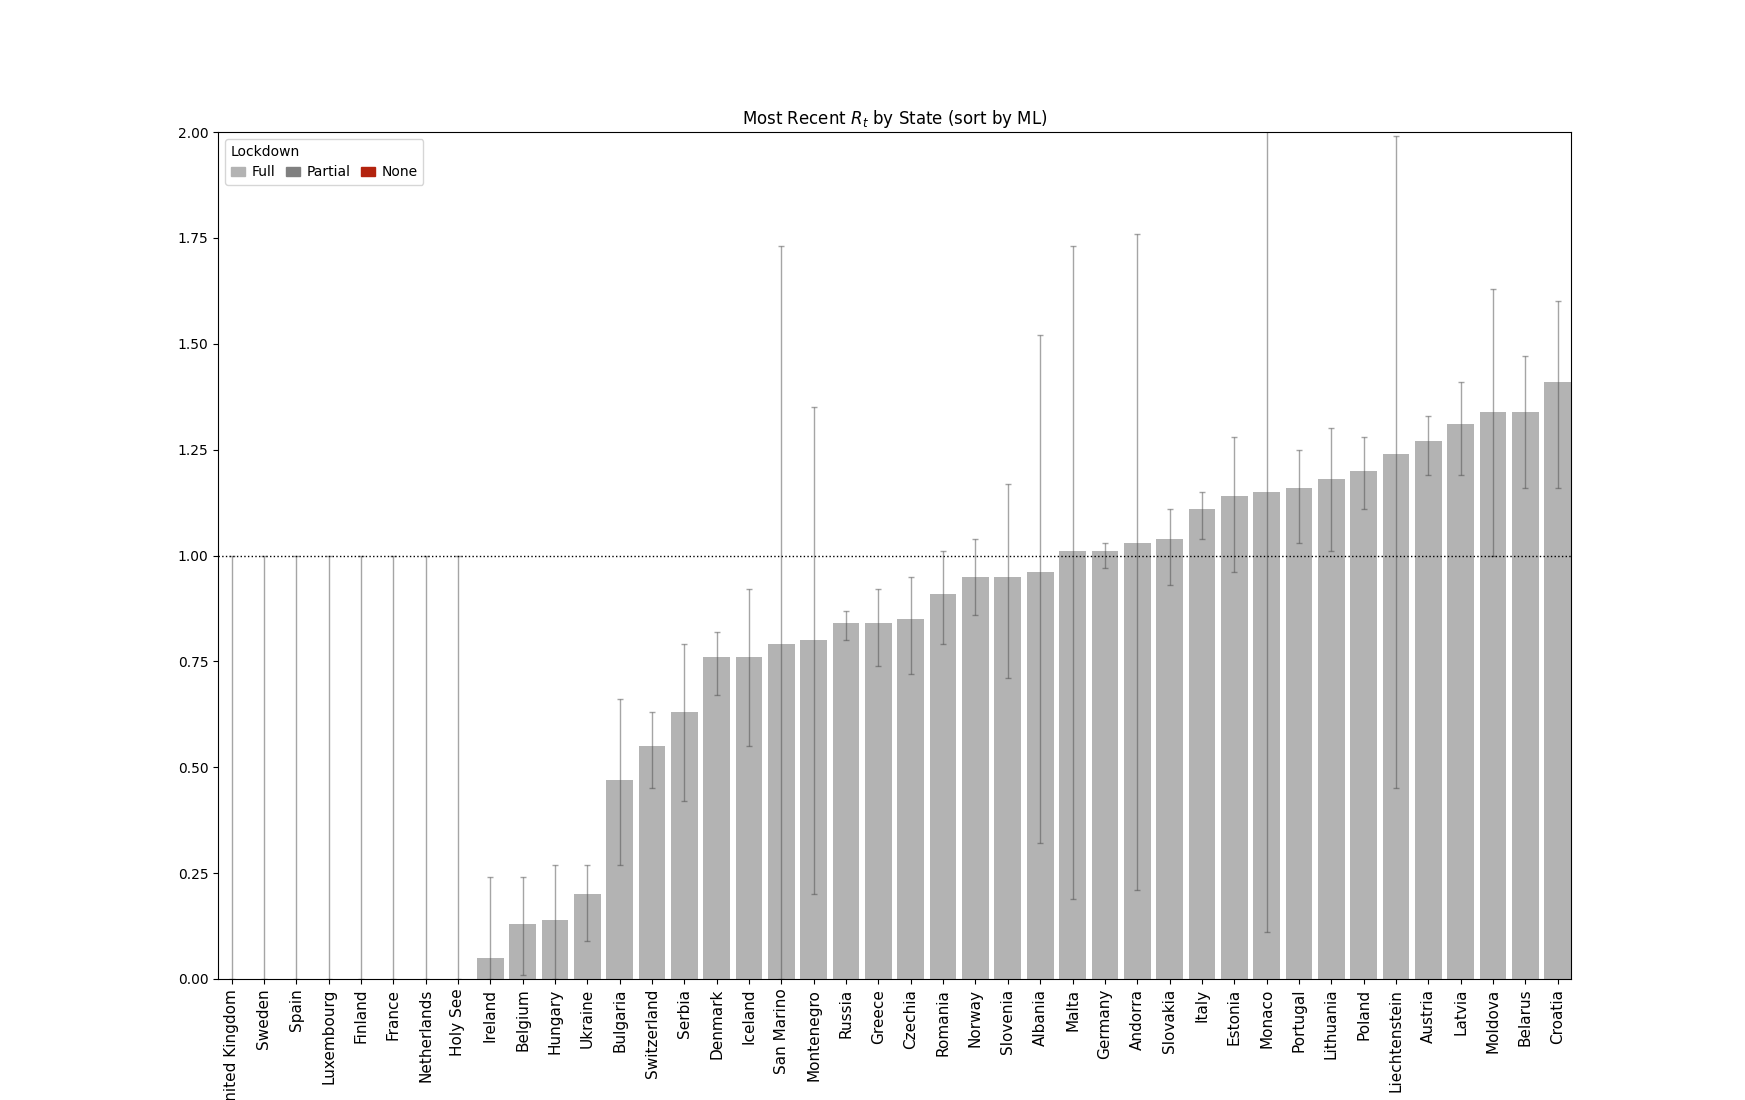 Most Recent Rt by State (sort by ML)
Lockdown
Full Partial None
2.00
1.75
1.50
1.25
1.00
0.75
0.50
0.25
0.00
nited Kingdom
Sweden
Spain
Luxembourg
Finland
France
Netherlands
Holy See
Ireland
Belgium
Hungary
Ukraine
Bulgaria
Switzerland
Serbia
Denmark
Iceland
San Marino
Montenegro
Russia
Greece
Czechia
Romania
Norway
Slovenia
Albania
Malta
Germany
Andorra
Slovakia
Italy
Estonia
Monaco
Portugal
Lithuania
Poland
Liechtenstein
Austria
Latvia
Moldova
Belarus
Croatia